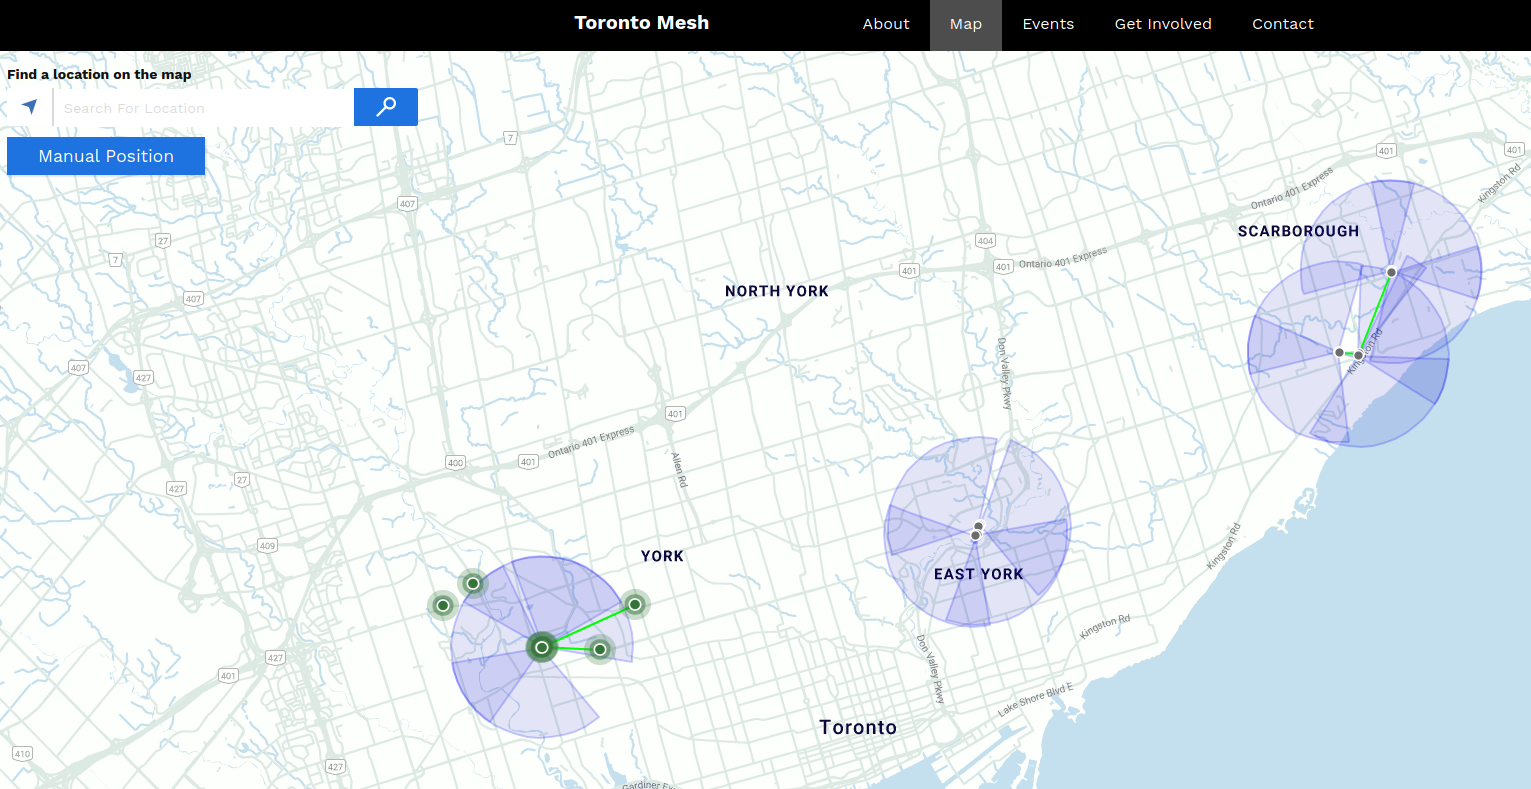 Toronto Mesh
About
Map
Events
Get Involved
Contact
Find a location on the map
Search For Location
Manual Position
7
401
401
Kingston Rd
Ontario 401 Express
407
SCARBOROUGH
27
404
7
401
401
Ontario 401 Express
NORTH YORK
407
Don Valley Pkwy
Kingston Rd
407
427
401
Ontario 401 Express
Allen Rd
400
401
27
427
Kingston Rd
409
YORK
EAST YORK
Kingston Rd
Don Valley Pkwy
427
401
Lake Shore Blvd E
Toronto
410
427
Gardiner Ex